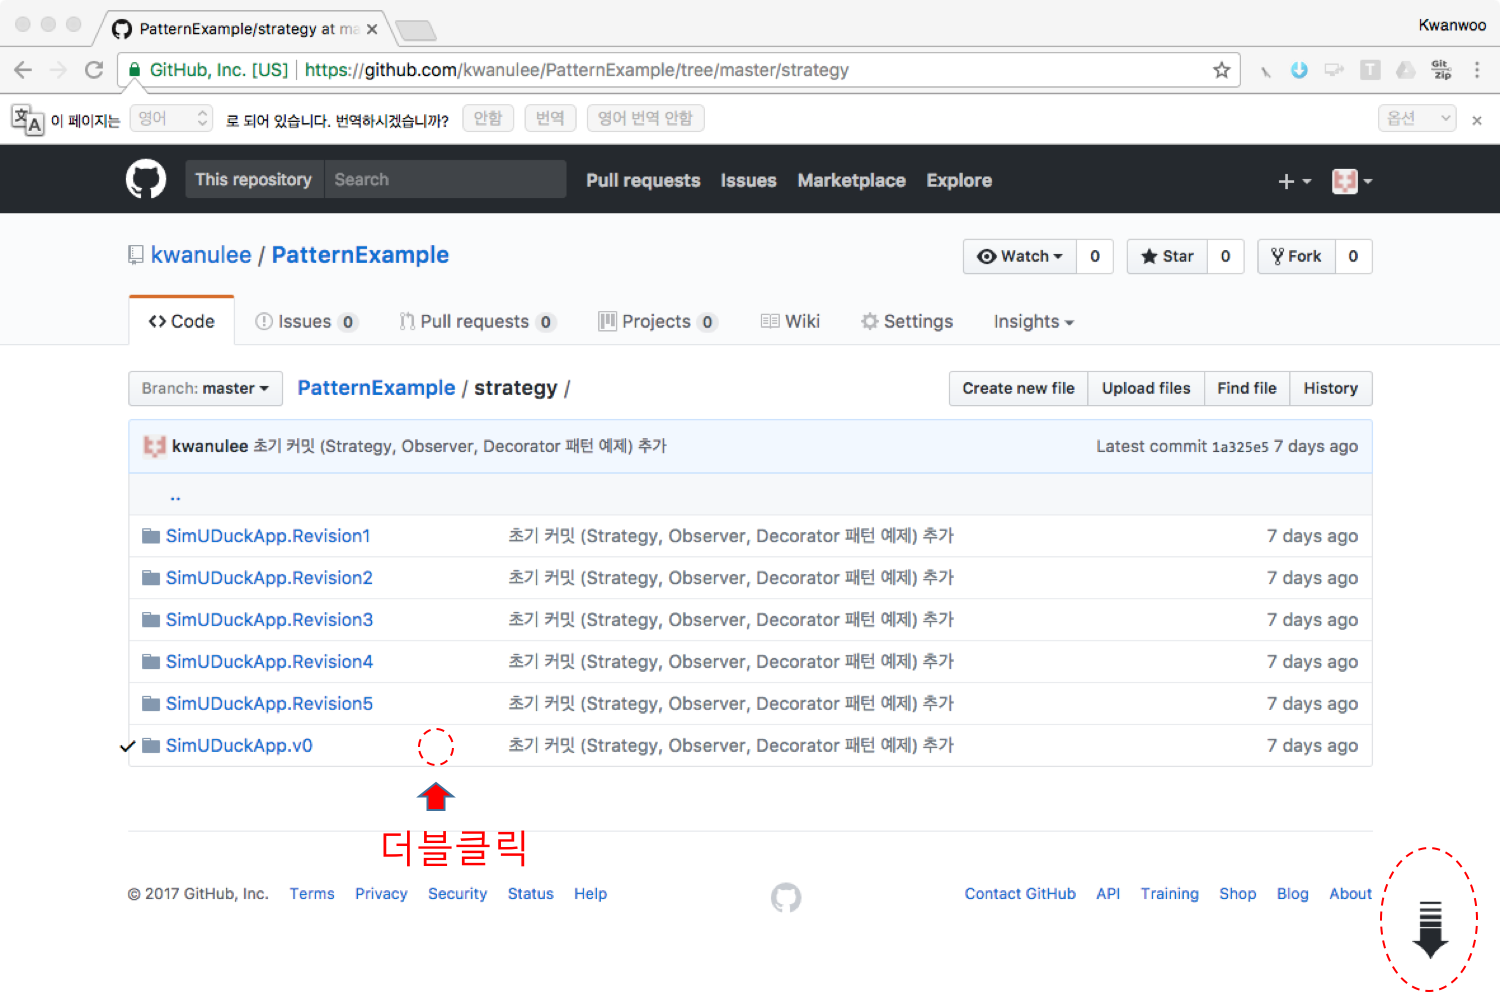 PatternExample/strategy at ma
Kwanwoo
GitHub, Inc. [US] https://github.com/kwanulee/PatternExample/tree/master/strategy
Git Zip
이 페이지는 영어 로 되어 있습니다. 번역하시겠습니까? 안함 번역 영어 번역 안함 옵션
This repository Search Pull requests Issues Marketplace Explore
kwanulee / PatternExample
Watch 0 Star 0 Fork 0
Code Issues 0 Pull requests 0 Projects 0 Wiki Settings Insights
Branch: master PatternExample / strategy /
Create new file Upload files Find file History
kwanulee 초기 커밋 (Strategy, Observer, Decorator 패턴 예제) 추가 Latest commit 1a325e5 7 days ago
..
SimUDuckApp.Revision1 초기 커밋 (Strategy, Observer, Decorator 패턴 예제) 추가 7 days ago
SimUDuckApp.Revision2 초기 커밋 (Strategy, Observer, Decorator 패턴 예제) 추가 7 days ago
SimUDuckApp.Revision3 초기 커밋 (Strategy, Observer, Decorator 패턴 예제) 추가 7 days ago
SimUDuckApp.Revision4 초기 커밋 (Strategy, Observer, Decorator 패턴 예제) 추가 7 days ago
SimUDuckApp.Revision5 초기 커밋 (Strategy, Observer, Decorator 패턴 예제) 추가 7 days ago
SimUDuckApp.v0 초기 커밋 (Strategy, Observer, Decorator 패턴 예제) 추가 7 days ago
더블클릭
© 2017 GitHub, Inc. Terms Privacy Security Status Help Contact GitHub API Training Shop Blog About